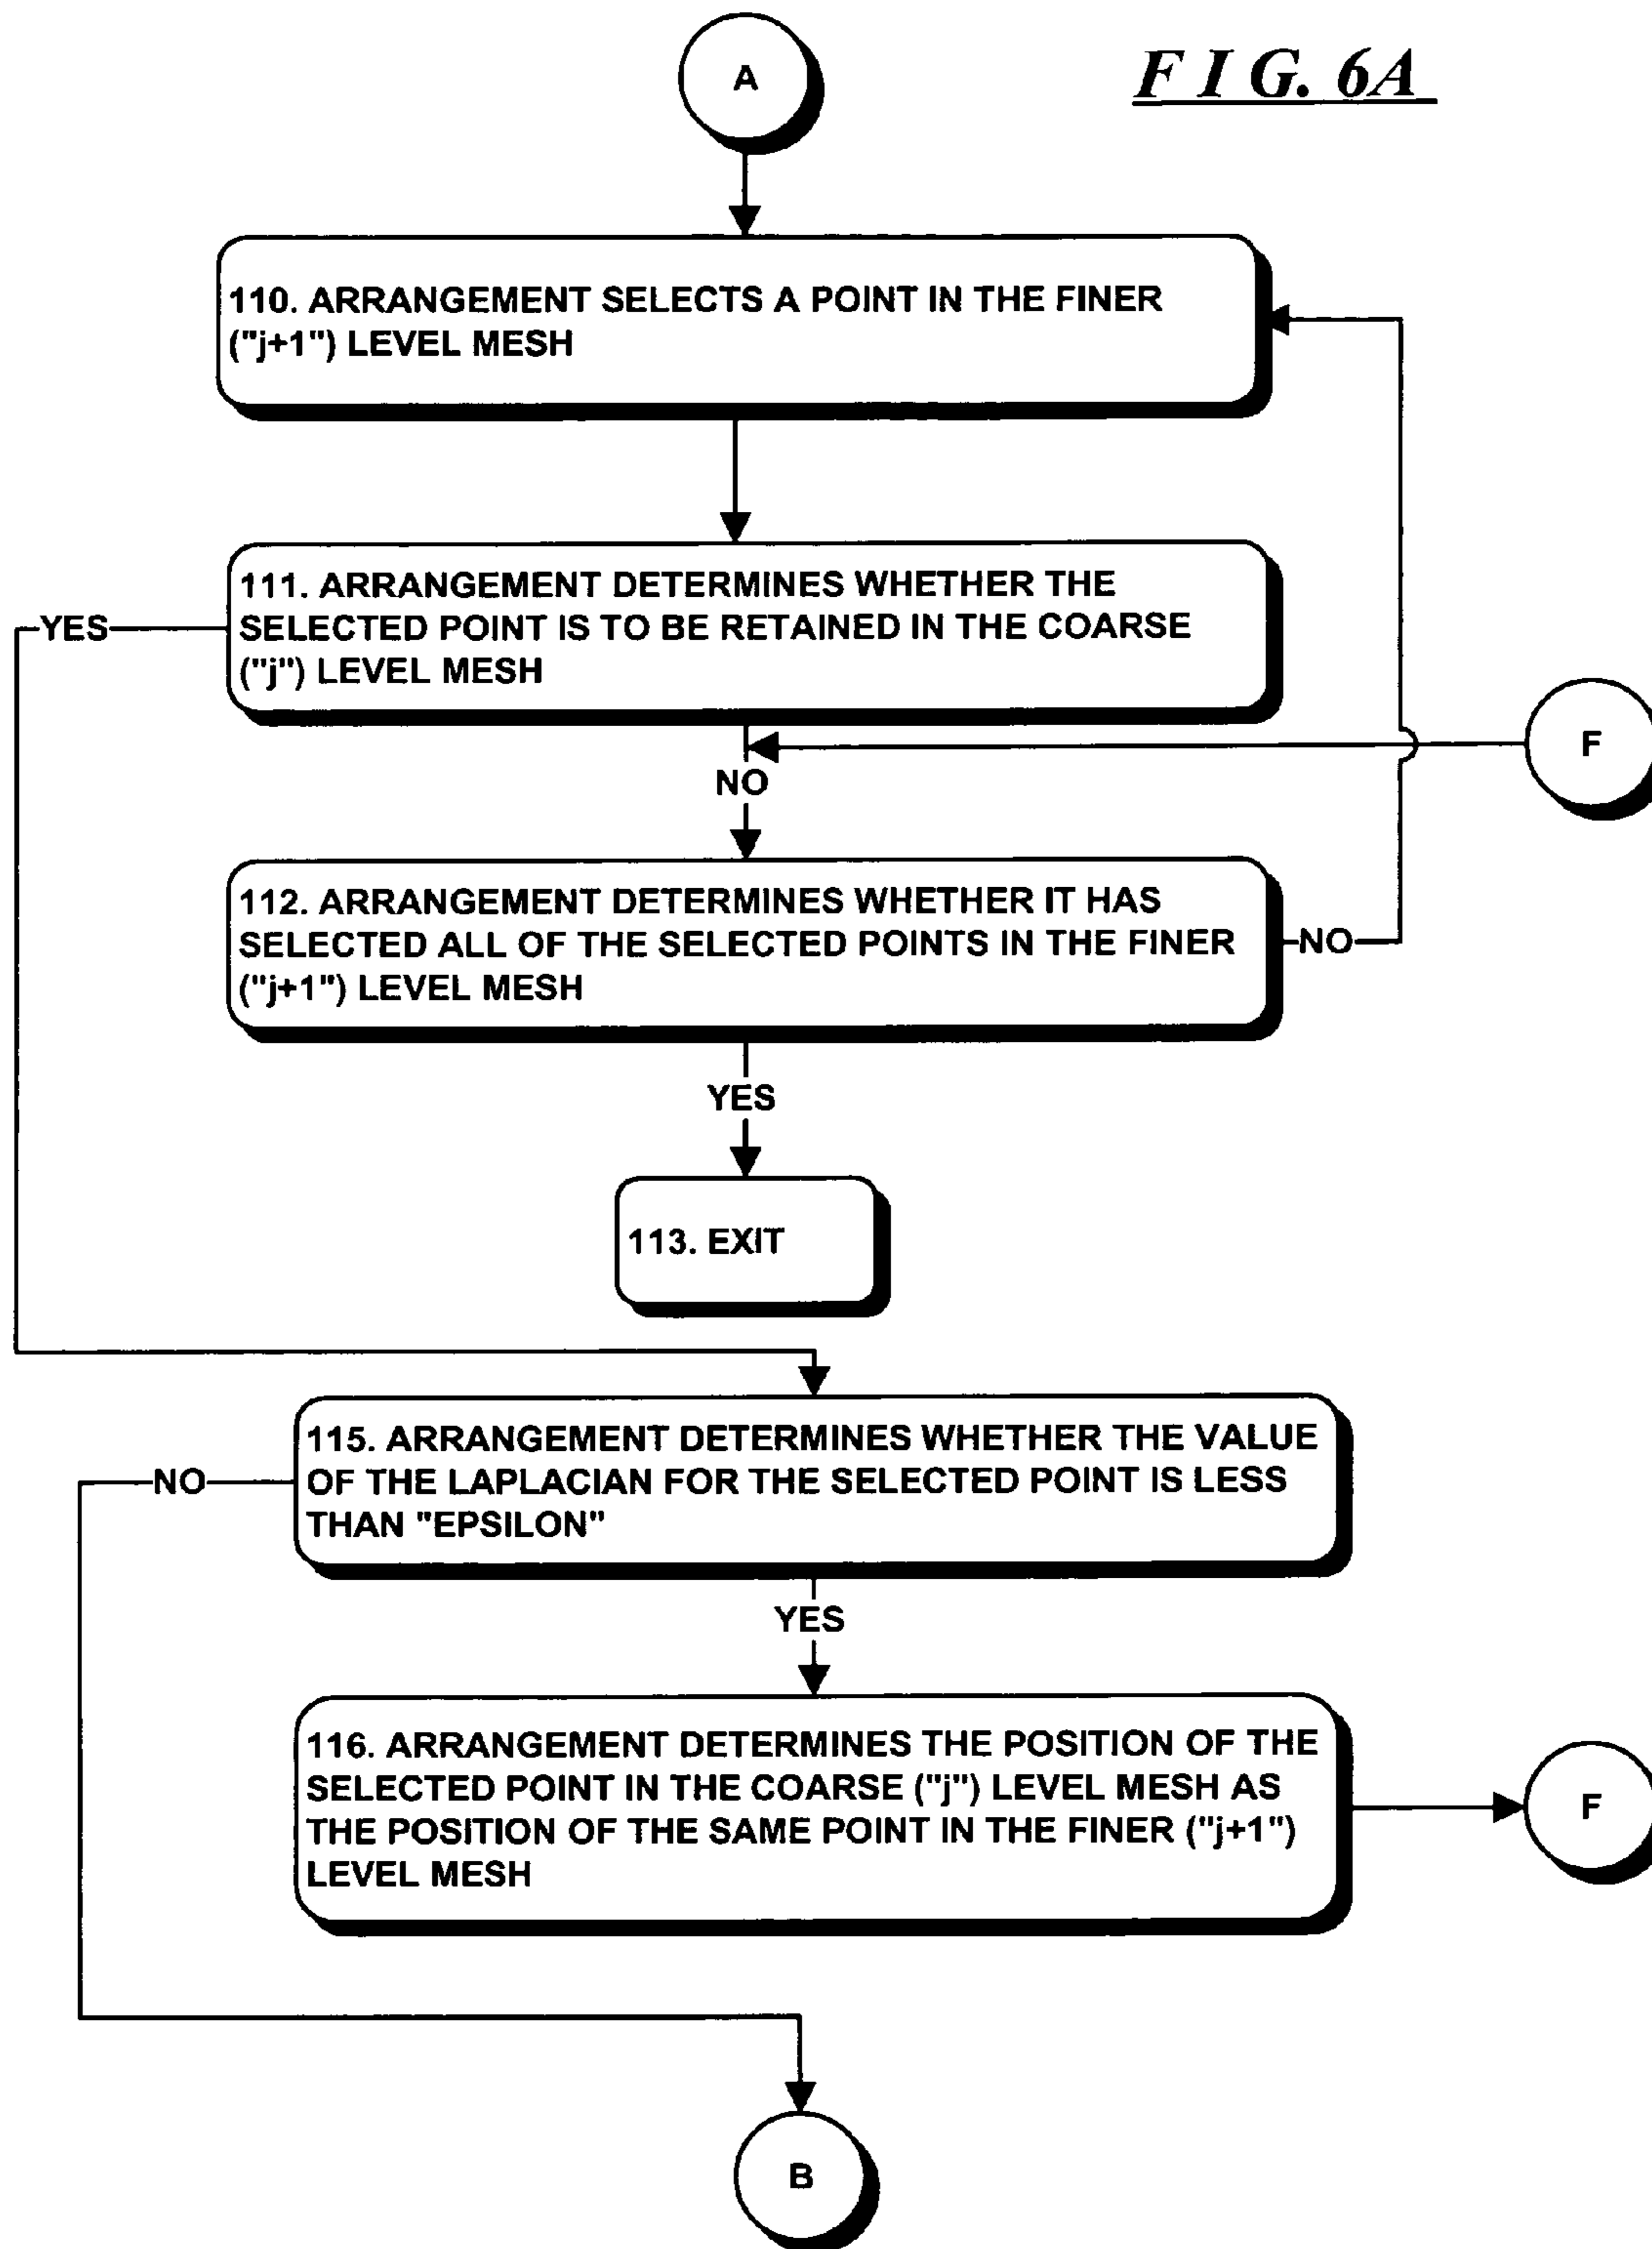 A
F I G. 6A
110. ARRANGEMENT SELECTS A POINT IN THE FINER
("j+1") LEVEL MESH
111. ARRANGEMENT DETERMINES WHETHER THE
SELECTED POINT IS TO BE RETAINED IN THE COARSE
("j") LEVEL MESH
YES
F
NO
112. ARRANGEMENT DETERMINES WHETHER IT HAS
SELECTED ALL OF THE SELECTED POINTS IN THE FINER
("j+1") LEVEL MESH
NO
YES
113. EXIT
115. ARRANGEMENT DETERMINES WHETHER THE VALUE
OF THE LAPLACIAN FOR THE SELECTED POINT IS LESS
THAN "EPSILON"
NO
YES
116. ARRANGEMENT DETERMINES THE POSITION OF THE
SELECTED POINT IN THE COARSE ("j") LEVEL MESH AS
THE POSITION OF THE SAME POINT IN THE FINER ("j+1")
LEVEL MESH
F
B